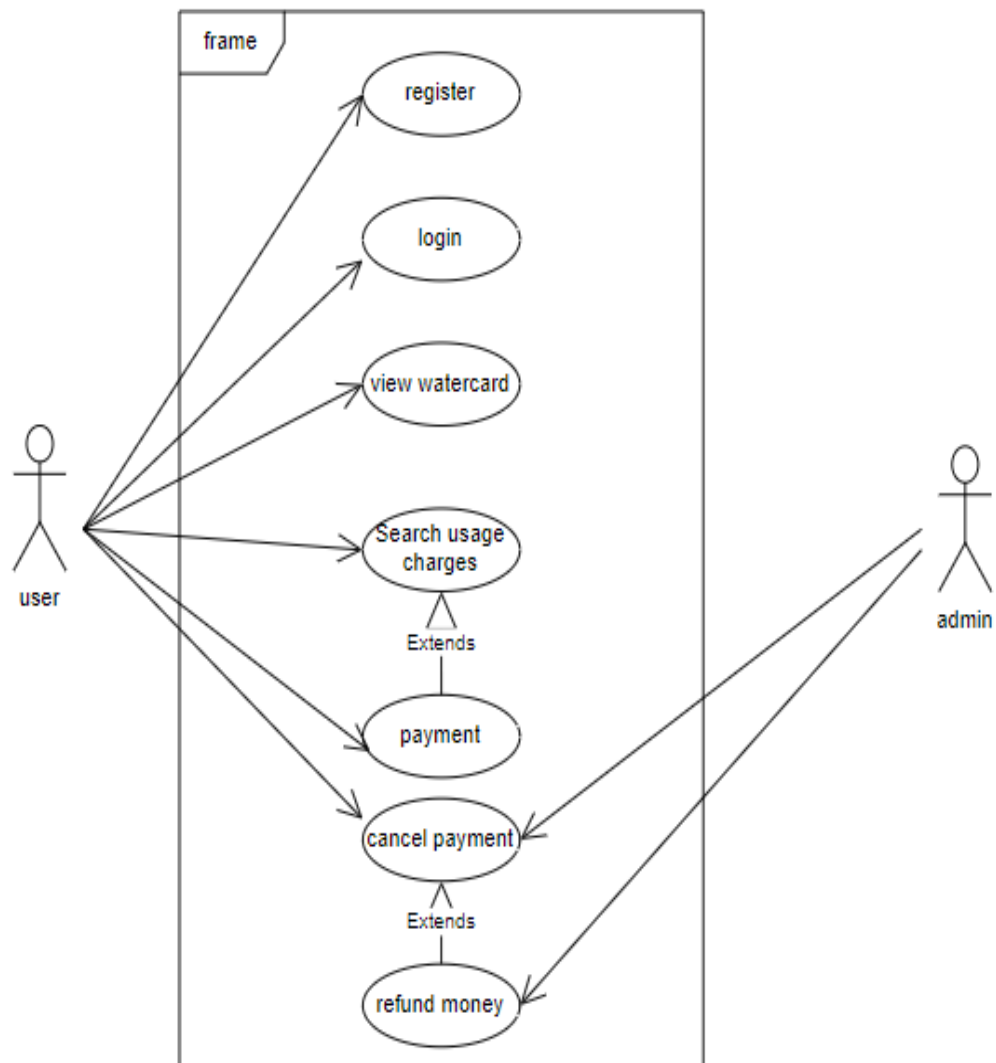 frame
register
login
view watercard
Search usage
charges
user
admin
Extends
payment
cancel payment
Extends
refund money